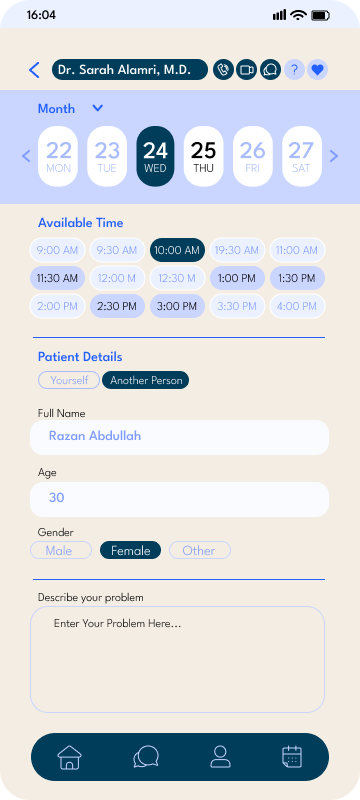 16:04
Dr. Sarah Alamri, M.D.
?
Month
22 23 24 25 26 27
MON TUE WED THU FRI SAT
Available Time
9:00 AM 9:30 AM 10:00 AM 19:30 AM 11:00 AM
11:30 AM 12:00 M 12:30 M 1:00 PM 1:30 PM
2:00 PM 2:30 PM 3:00 PM 3:30 PM 4:00 PM
Patient Details
Yourself Another Person
Full Name
Razan Abdullah
Age
30
Gender
Male Female Other
Describe your problem
Enter Your Problem Here...